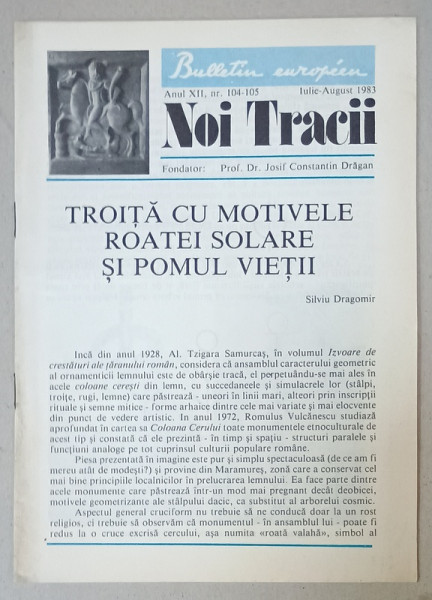 Bulletin européen
Anul XII, nr. 104-105 Iulie-August 1983
Noi Tracii
Fondator: Prof. Dr. Josif Constantin Drăgan
TROIȚĂ CU MOTIVELE
ROATEI SOLARE
ȘI POMUL VIEȚII
Silviu Dragomir
Incă din anul 1928, Al. Tzigara Samurcaș, în volumul Izvoare de
crestături ale țăranului român, considera că ansamblul caracterului geometric
al ornamenticii lemnului este de obârșie tracă, el perpetuându-se mai ales în
acele coloane cerești din lemn, cu succedaneele și simulacrele lor (stâlpi,
troițe, rugi, lemne) care păstrează - uneori în linii mari, alteori prin inscripții
rituale și semne mitice - forme arhaice dintre cele mai variate și mai elocvente
din punct de vedere artistic. In anul 1972, Romulus Vulcănescu studiază
aprofundat în cartea sa Coloana Cerului toate monumentele etnoculturale de
acest tip și constată că ele prezintă - în timp și spațiu - structuri paralele și
funcțiuni analoge pe tot cuprinsul culturii populare române.
Piesa prezentată în imagine este pur și simplu spectaculoasă (de ce am fi
mereu atât de modești?) și provine din Maramureș, zonă care a conservat cel
mai bine principiile localnicilor în prelucrarea lemnului. Ea face parte dintre
acele monumente care păstrează într-un mod mai pregnant decât deobicei,
motivele geometrizante ale stâlpului dacic, ca substitut al arborelui cosmic.
Aspectul general cruciform nu trebuie să ne conducă doar la un rost
religios, ci trebuie să observăm că monumentul - în ansamblul lui - poate fi
redus la o cruce excrisă cercului, așa numita «roată valahă», simbol al